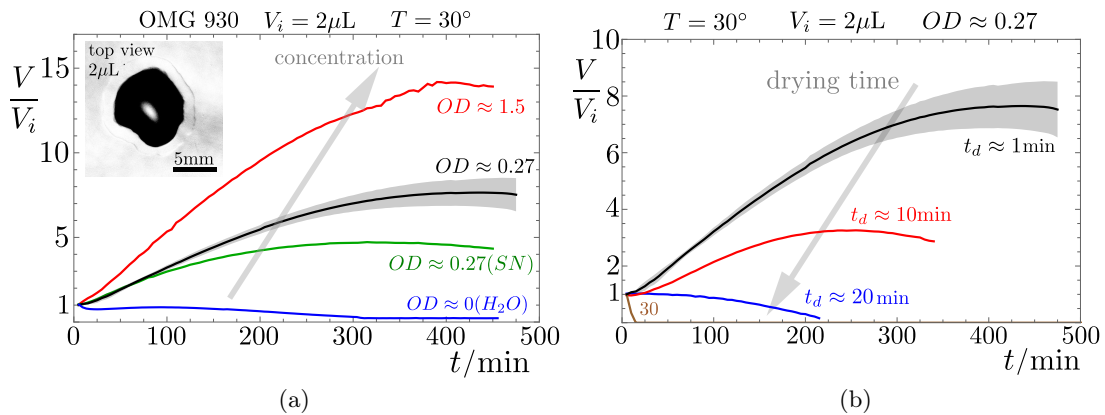 OMG 930 V_i = 2μL T = 30°
V/V_i
15
10
5
1
top view
2μL
5mm
concentration
OD ≈ 1.5
OD ≈ 0.27
OD ≈ 0.27(SN)
OD ≈ 0(H_2O)
0 100 200 300 400 500
t/min
(a)
T = 30° V_i = 2μL OD ≈ 0.27
V/V_i
10
8
6
4
2
1
0
drying time
t_d ≈ 1min
t_d ≈ 10min
t_d ≈ 20 min
30
0 100 200 300 400 500
t/min
(b)